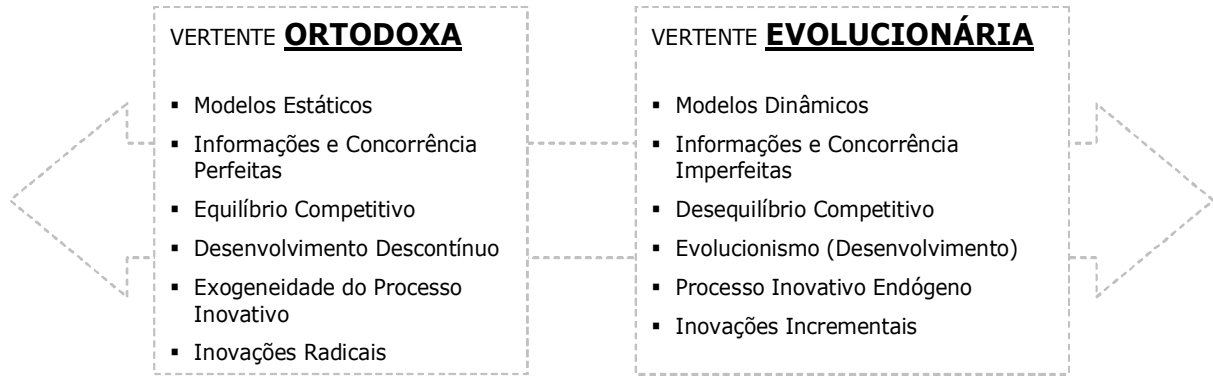 VERTENTE ORTODOXA
▪ Modelos Estáticos
▪ Informações e Concorrência
Perfeitas
▪ Equilíbrio Competitivo
▪ Desenvolvimento Descontínuo
▪ Exogeneidade do Processo
Inovativo
▪ Inovações Radicais
VERTENTE EVOLUCIONÁRIA
▪ Modelos Dinâmicos
▪ Informações e Concorrência
Imperfeitas
▪ Desequilíbrio Competitivo
▪ Evolucionismo (Desenvolvimento)
▪ Processo Inovativo Endógeno
▪ Inovações Incrementais